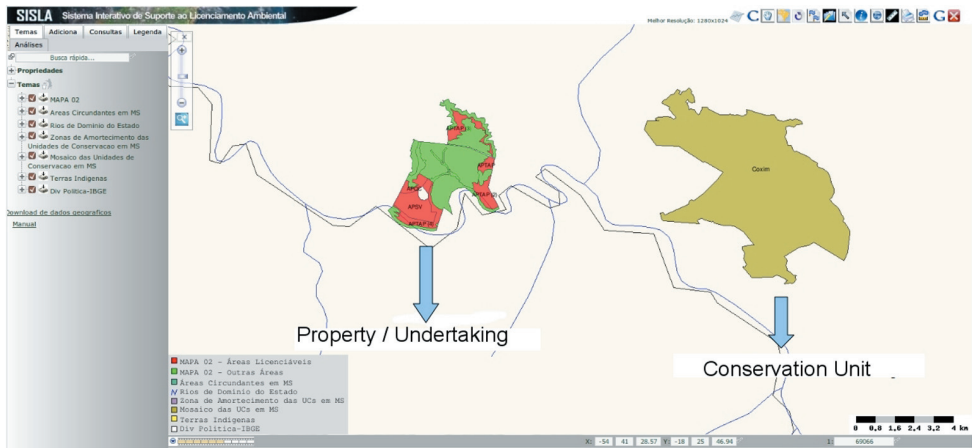 SISLA Sistema Interativo de Suporte ao Licenciamento Ambiental
Melhor Resolução: 1280x1024
Temas Adiciona Consultas Legenda
Análises
Busca rápida...
Propriedades
Temas
MAPA 02
Áreas Circundantes em MS
Rios de Dominio do Estado
Zonas de Amortecimento das
Unidades de Conservacao em MS
Mosaico das Unidades de
Conservacao em MS
Terras Indigenas
Div Politica-IBGE
Download de dados geograficos
Manual
APTAP
APSV
Coxim
Property / Undertaking
Conservation Unit
MAPA 02 - Áreas Licenciáveis
MAPA 02 - Outras Áreas
Áreas Circundantes em MS
Rios de Dominio do Estado
Zona de Amortecimento das UCs em MS
Mosaico das UCs em MS
Terras Indigenas
Div Politica-IBGE
0 0,8 1,6 2,4 3,2 4 km
X: -54 41 28.57 Y: -18 25 46.94
69066